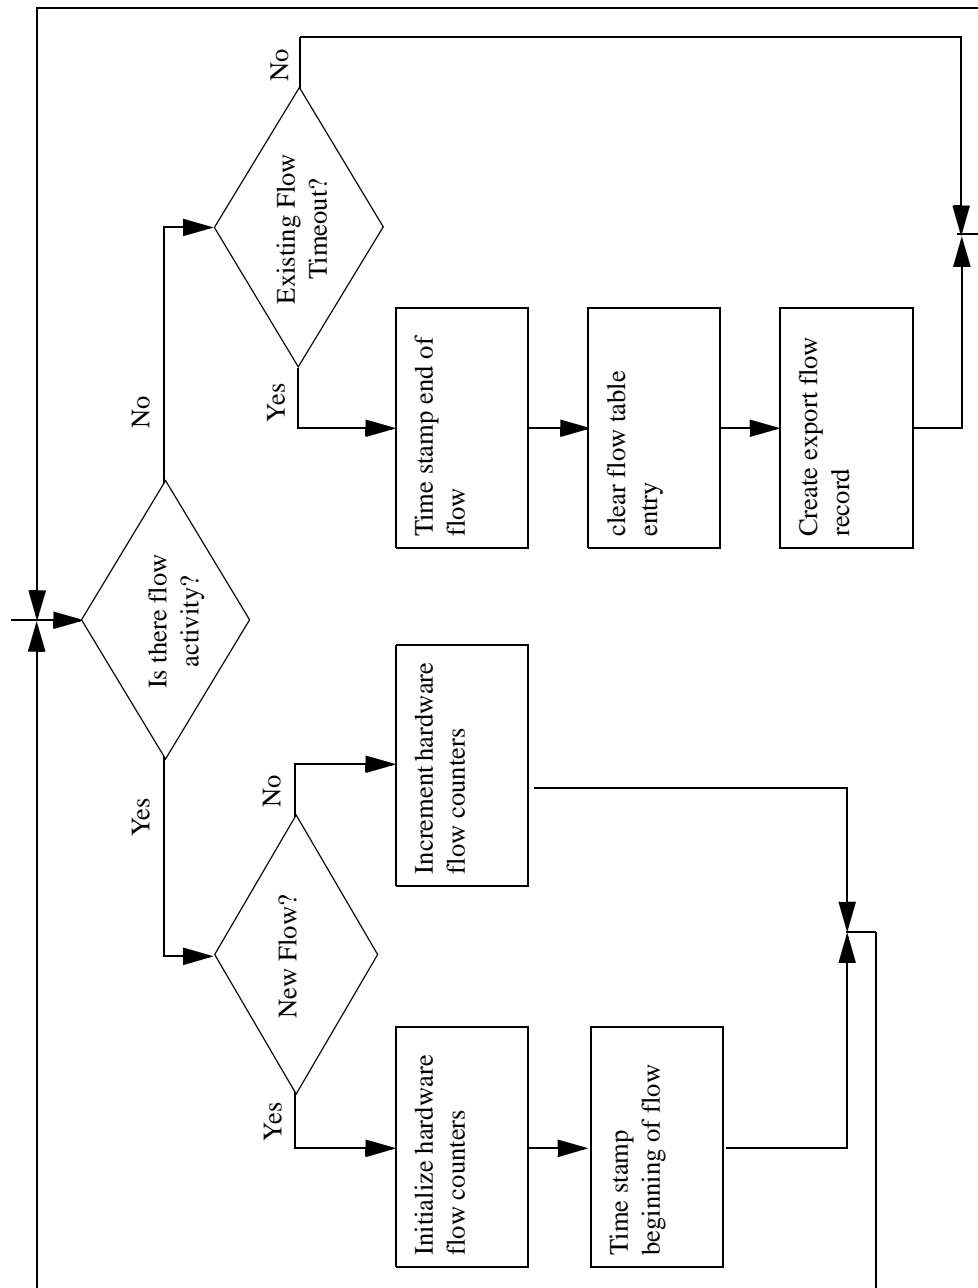 Is there flow
activity?
Yes
No
New Flow?
Yes
No
Existing Flow
Timeout?
Yes
No
Initialize hardware
flow counters
Increment hardware
flow counters
Time stamp end of
flow
Time stamp
beginning of flow
clear flow table
entry
Create export flow
record